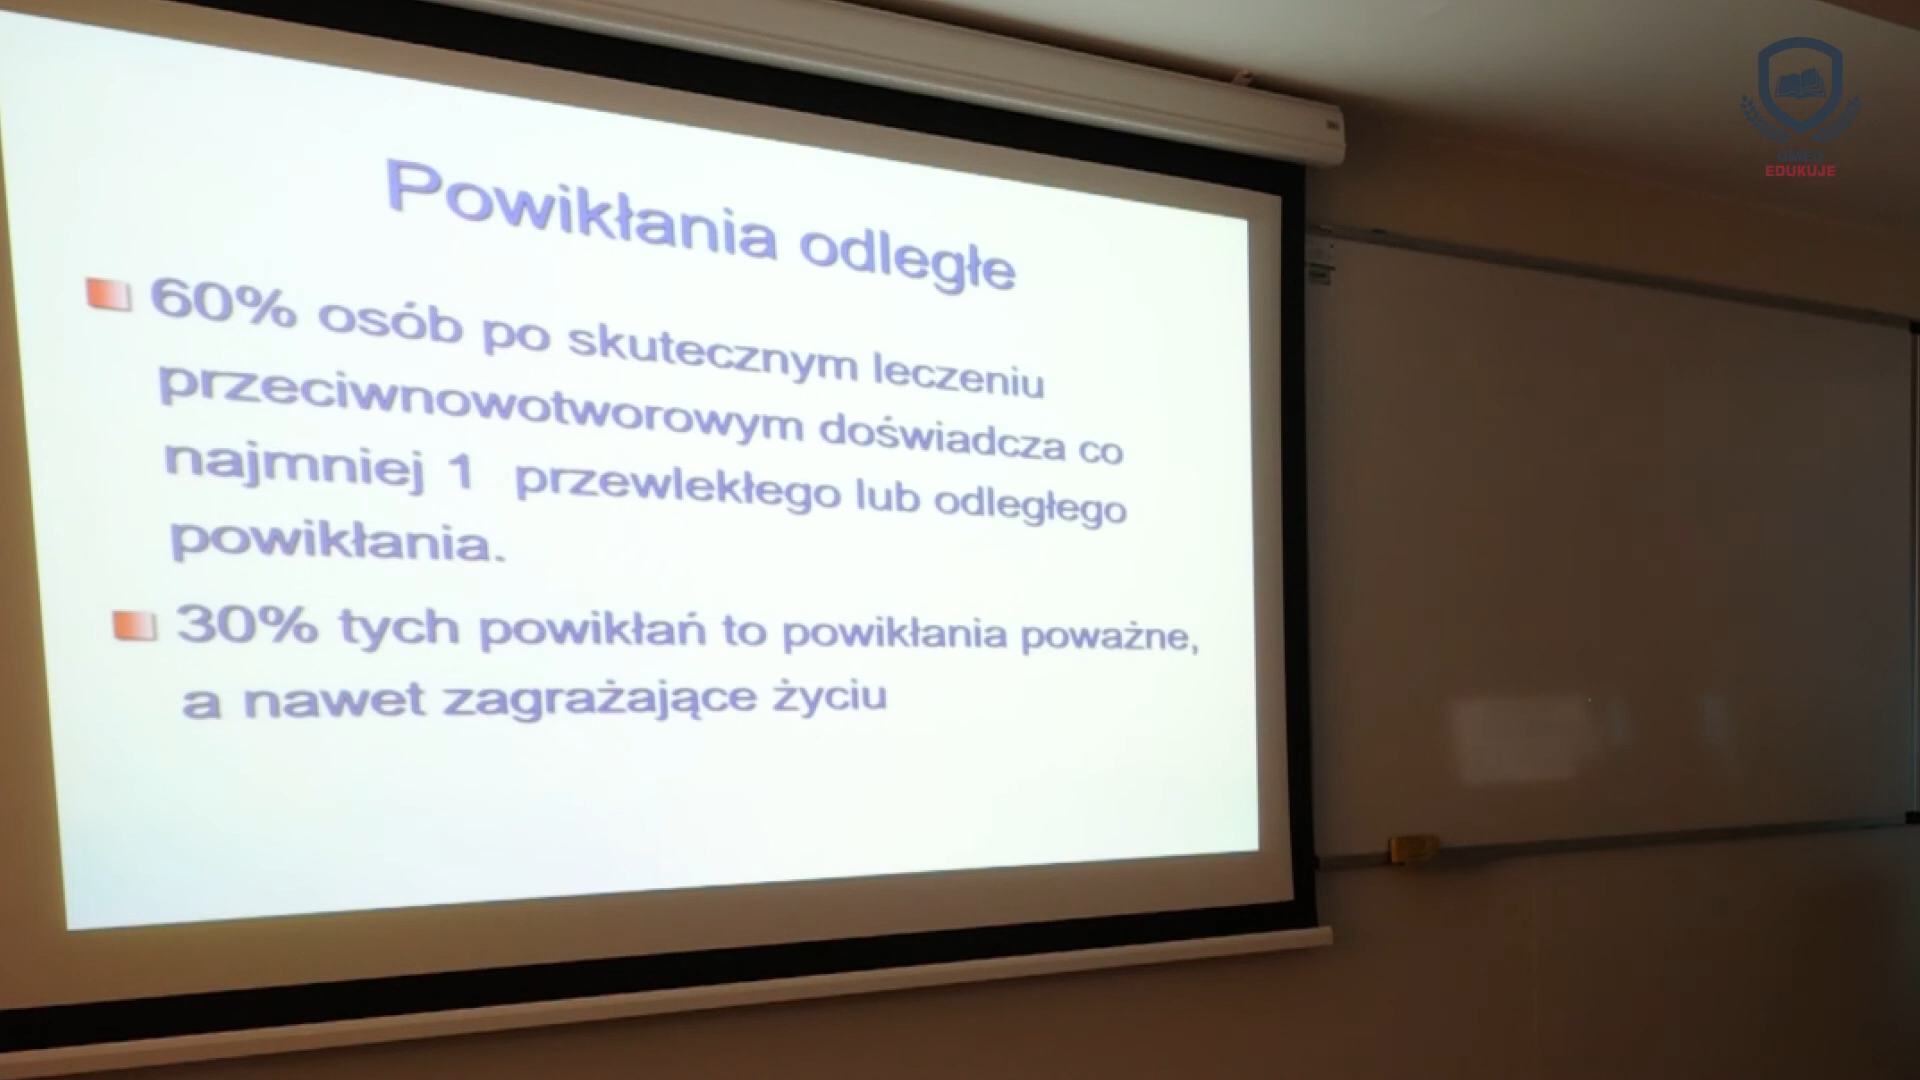 Powikłania odległe
60% osób po skutecznym leczeniu
przeciwnowotworowym doświadcza co
najmniej 1 przewlekłego lub odległego
powikłania.
30% tych powikłań to powikłania poważne,
a nawet zagrażające życiu
UMED
EDUKUJE